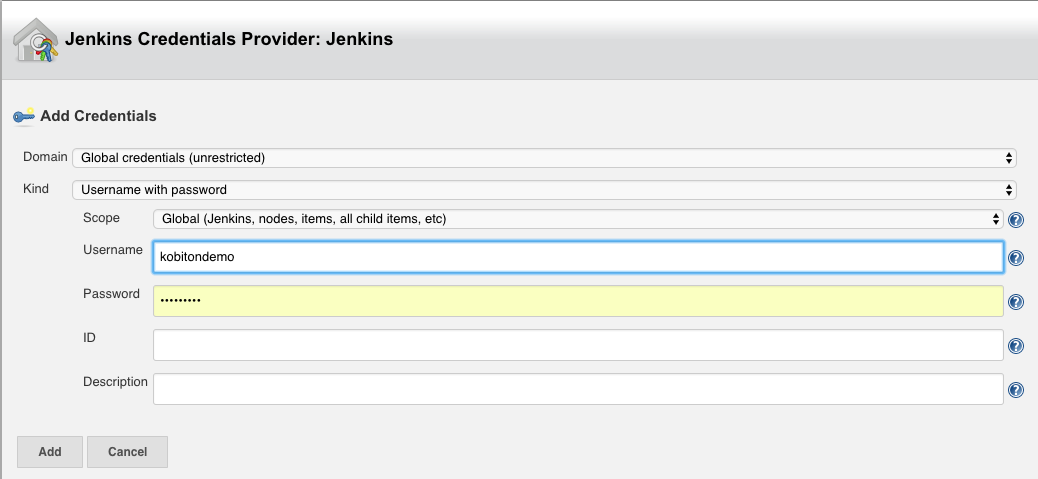 Jenkins Credentials Provider: Jenkins
Add Credentials
Domain Global credentials (unrestricted)
Kind Username with password
Scope Global (Jenkins, nodes, items, all child items, etc)
Username kobitondemo
Password •••••••••
ID
Description
Add Cancel